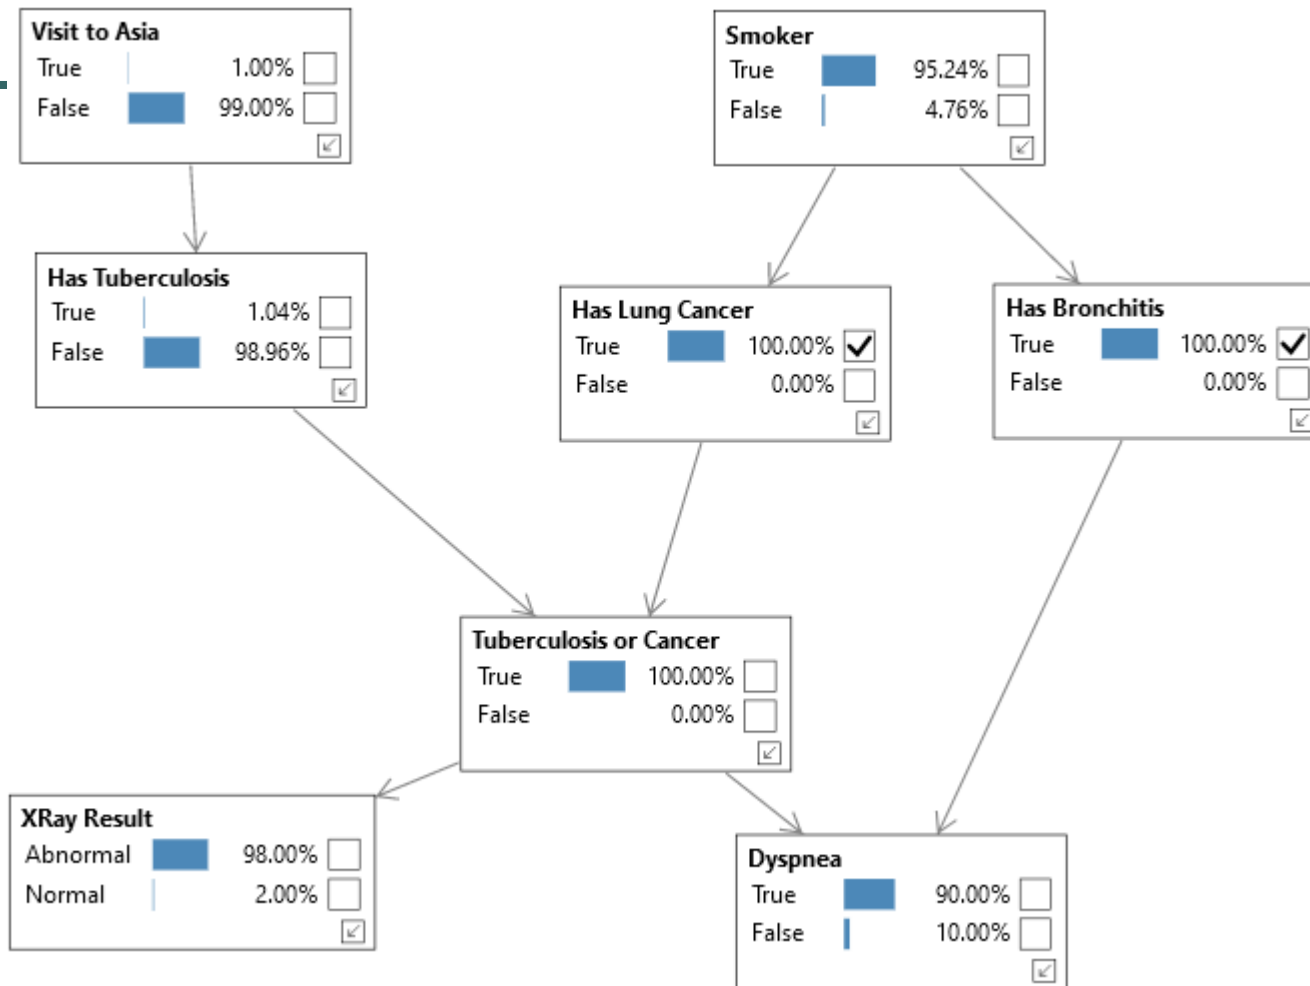 Visit to Asia
True 1.00%
False 99.00%
Smoker
True 95.24%
False 4.76%
Has Tuberculosis
True 1.04%
False 98.96%
Has Lung Cancer
True 100.00%
False 0.00%
Has Bronchitis
True 100.00%
False 0.00%
Tuberculosis or Cancer
True 100.00%
False 0.00%
XRay Result
Abnormal 98.00%
Normal 2.00%
Dyspnea
True 90.00%
False 10.00%